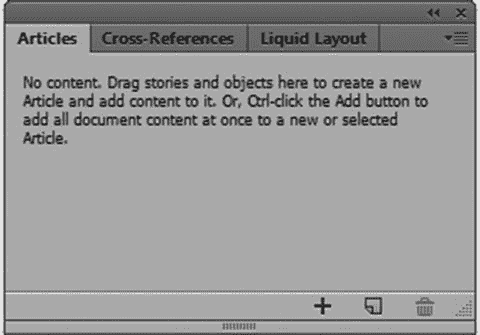 Articles Cross-References Liquid Layout
No content. Drag stories and objects here to create a new
Article and add content to it. Or, Ctrl-click the Add button to
add all document content at once to a new or selected
Article.